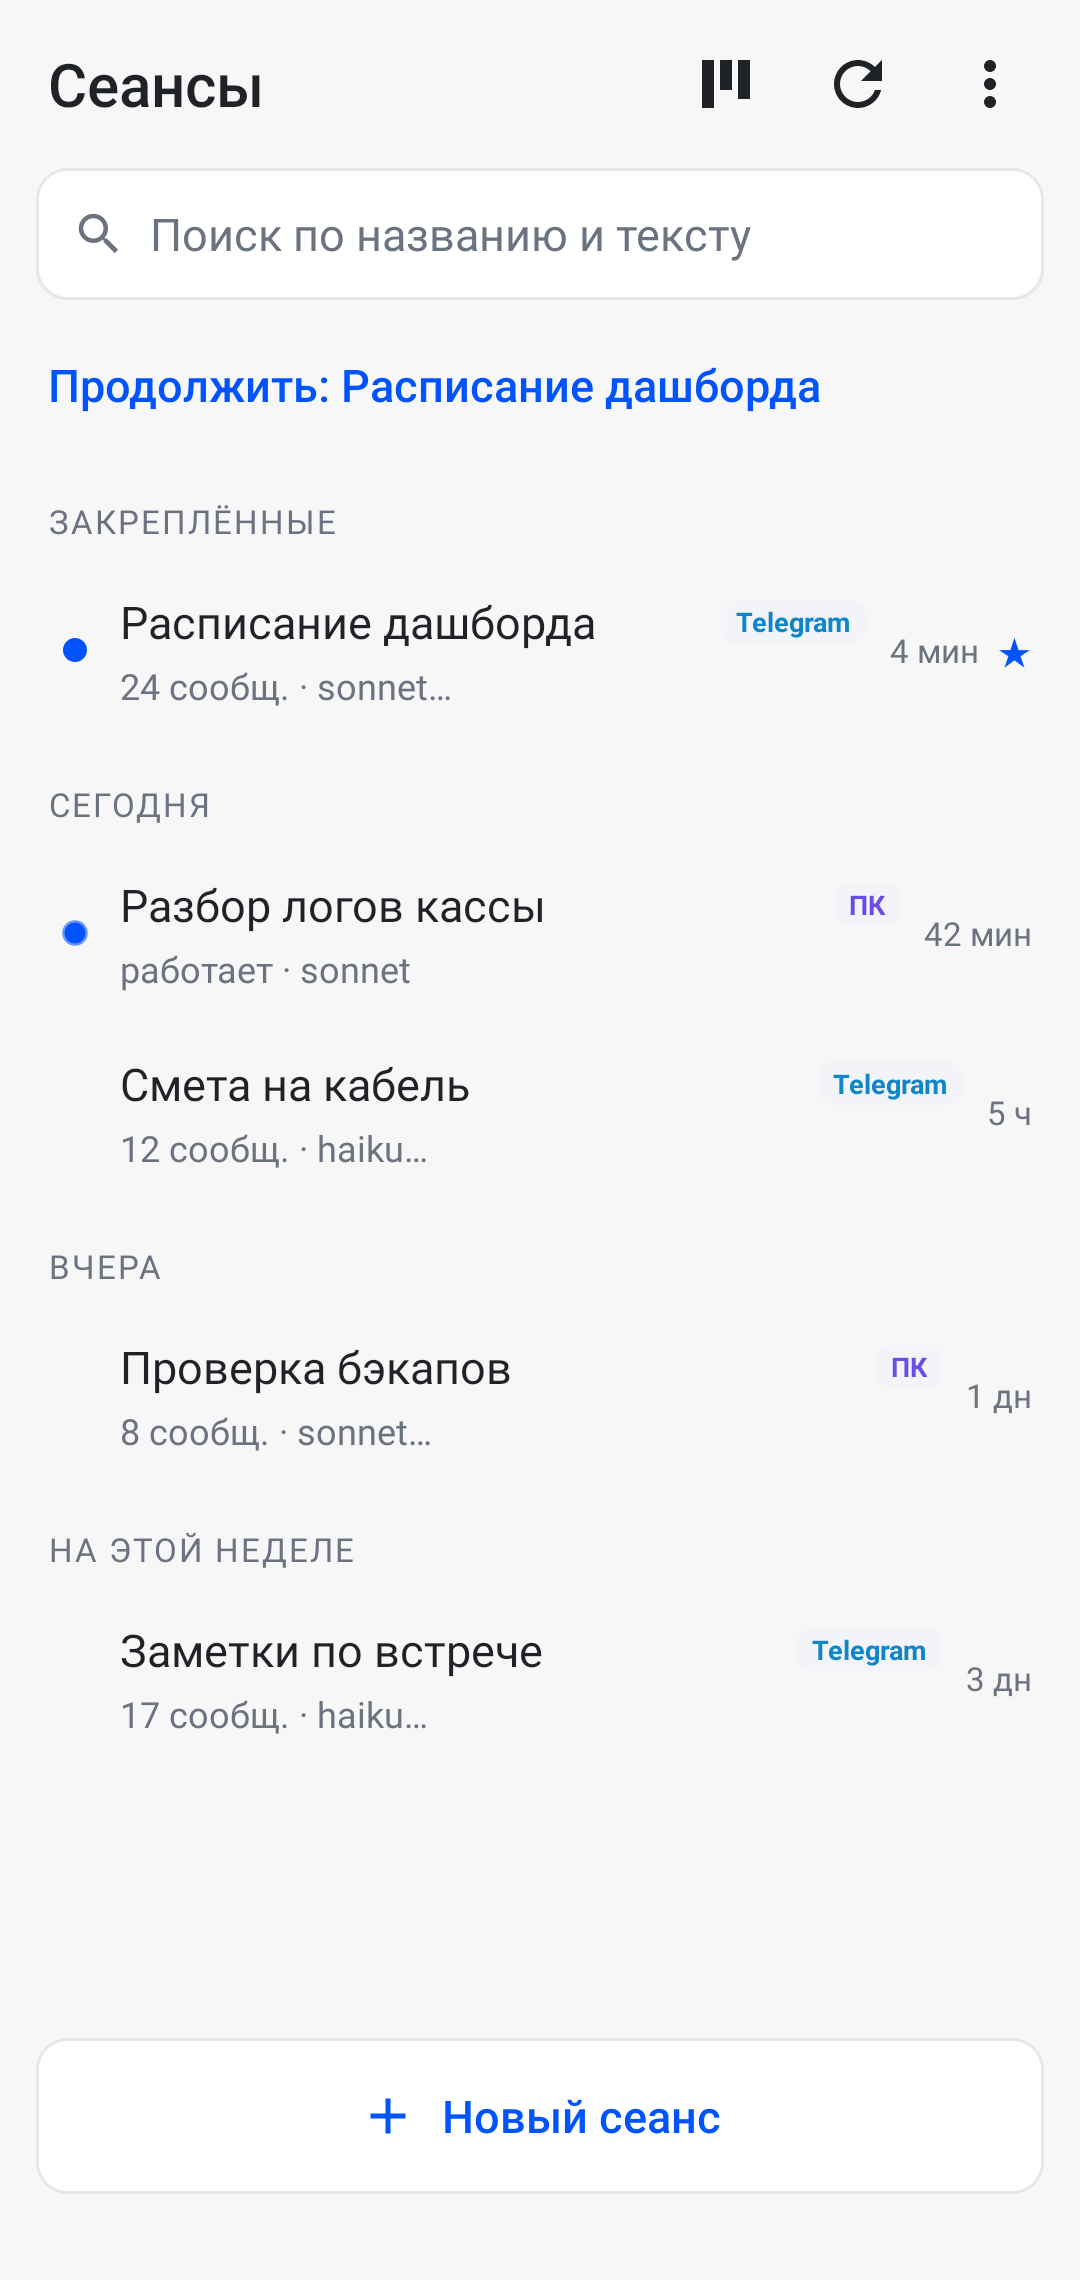 Сеансы
Поиск по названию и тексту
Продолжить: Расписание дашборда
ЗАКРЕПЛЁННЫЕ
Расписание дашборда Telegram 4 мин ★
24 сообщ. · sonnet…
СЕГОДНЯ
Разбор логов кассы ПК 42 мин
работает · sonnet
Смета на кабель Telegram 5 ч
12 сообщ. · haiku…
ВЧЕРА
Проверка бэкапов ПК 1 дн
8 сообщ. · sonnet…
НА ЭТОЙ НЕДЕЛЕ
Заметки по встрече Telegram 3 дн
17 сообщ. · haiku…
+ Новый сеанс